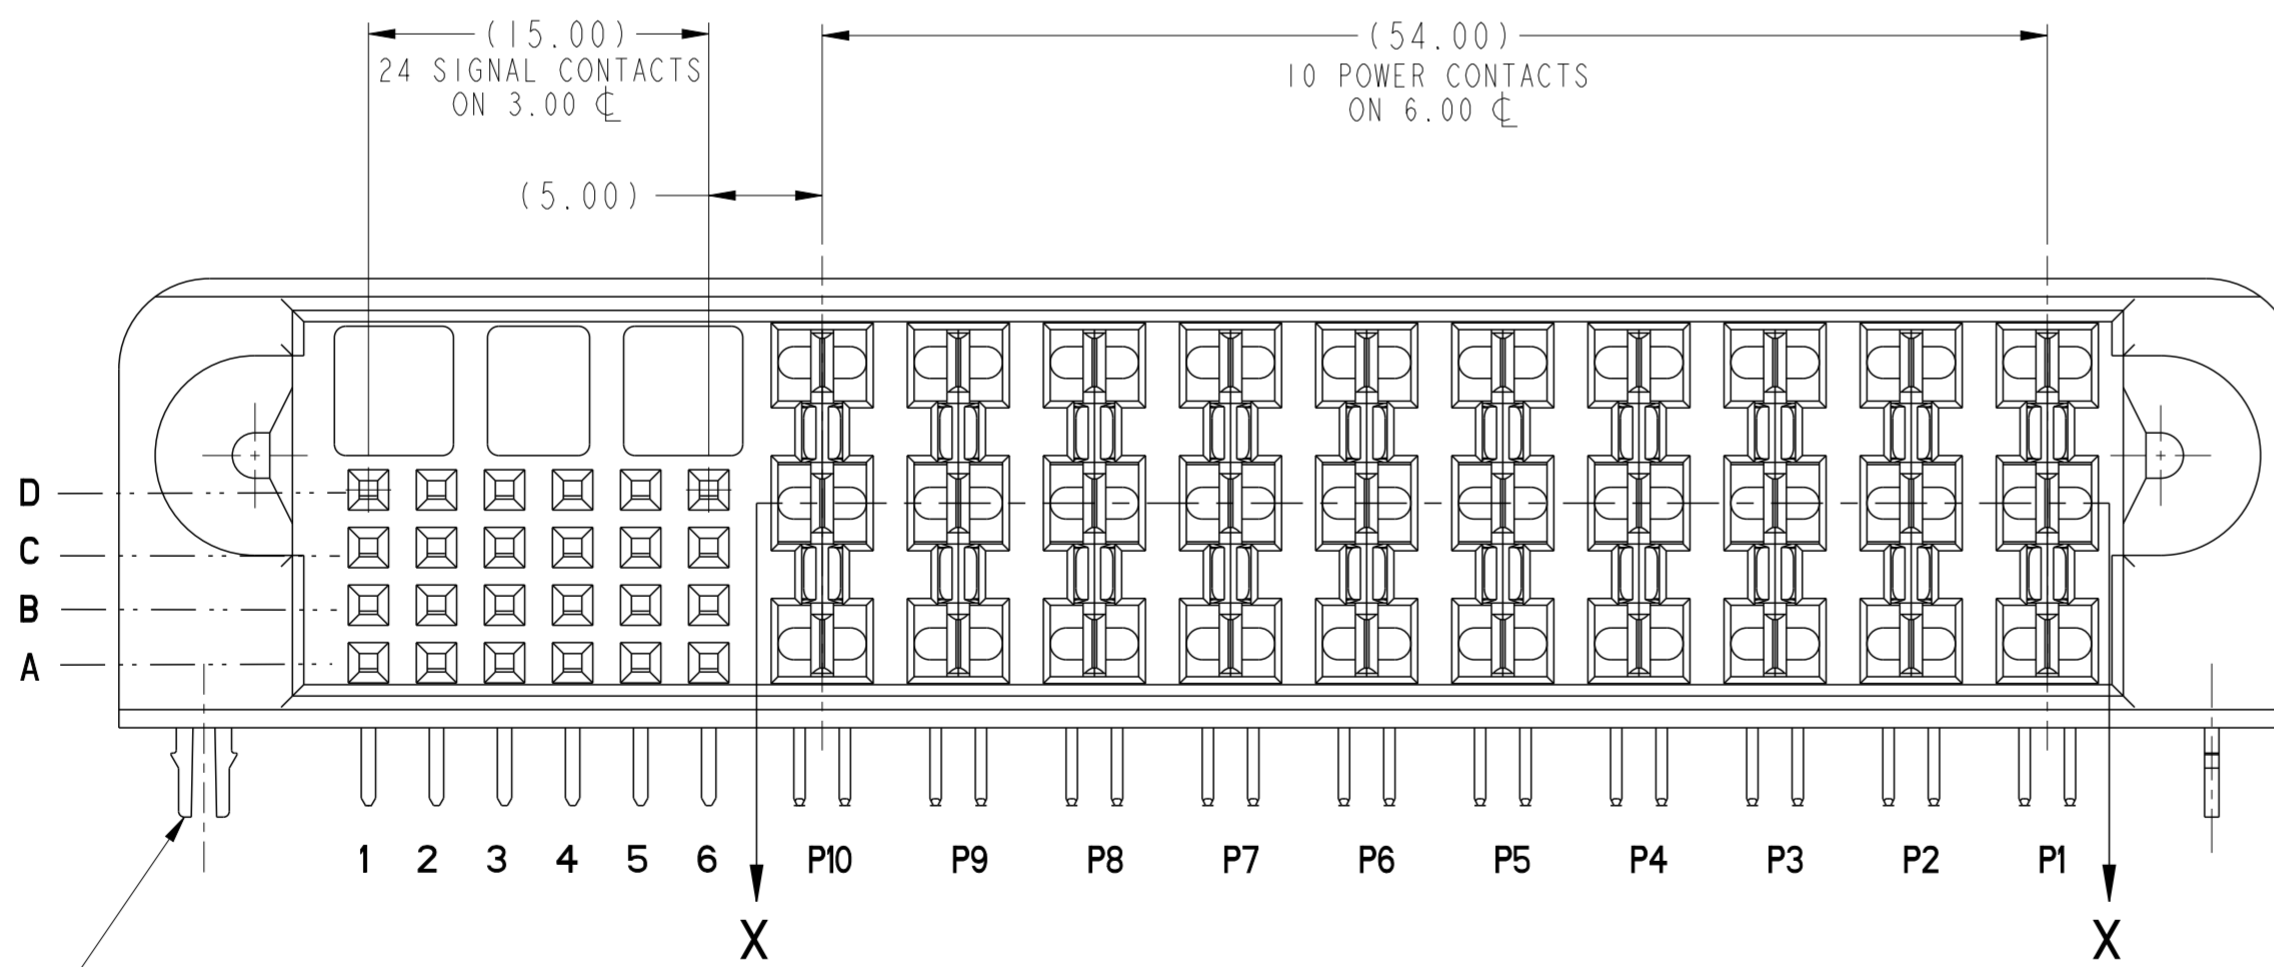 (15.00)
24 SIGNAL CONTACTS
ON 3.00 ℄
(54.00)
10 POWER CONTACTS
ON 6.00 ℄
(5.00)
D
C
B
A
1 2 3 4 5 6 P10 P9 P8 P7 P6 P5 P4 P3 P2 P1
X X